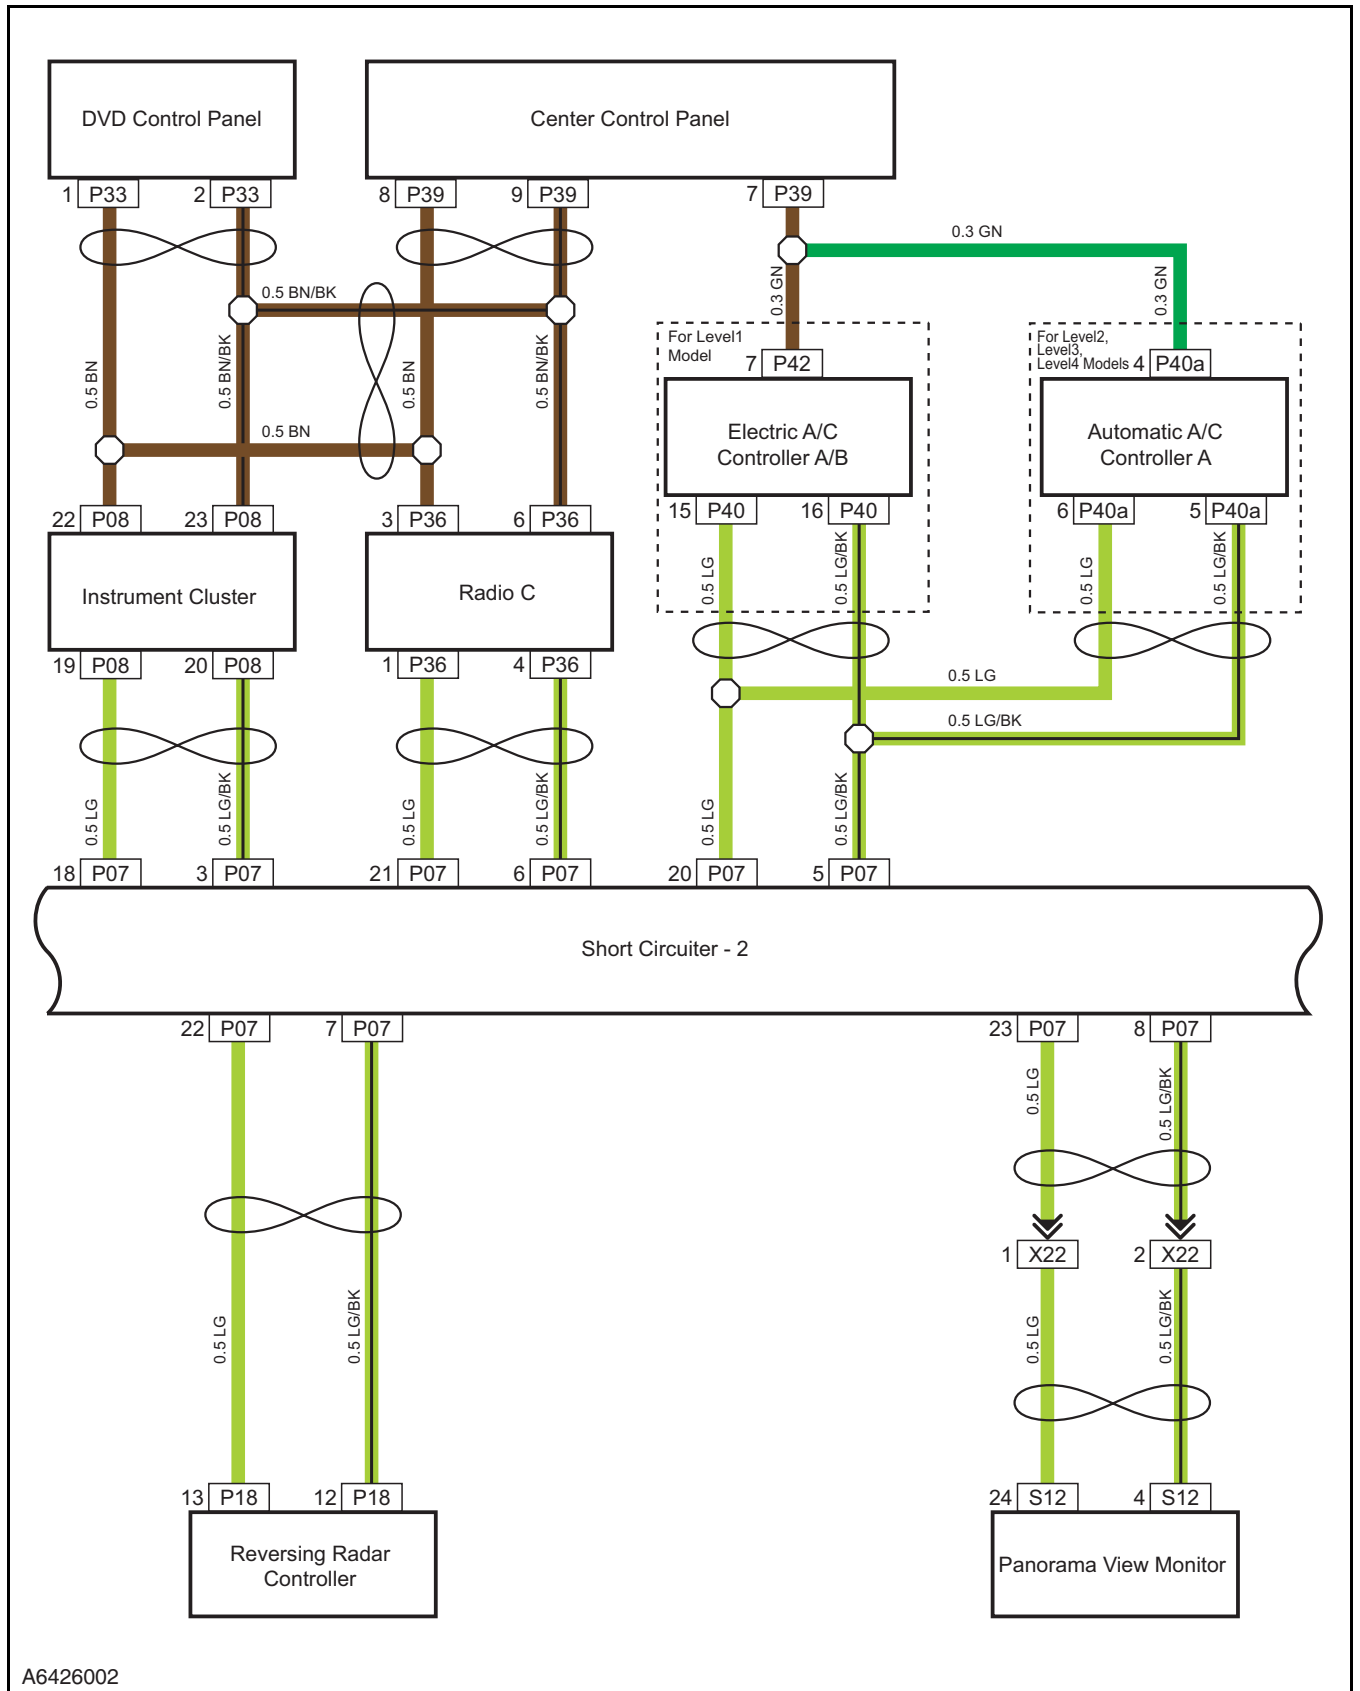 DVD Control Panel
Center Control Panel
1 P33
2 P33
8 P39
9 P39
7 P39
0.3 GN
0.5 BN/BK
0.3 GN
0.3 GN
For Level1
Model
For Level2,
Level3,
Level4 Models
7 P42
4 P40a
0.5 BN
0.5 BN/BK
0.5 BN
0.5 BN/BK
0.5 BN
Electric A/C
Controller A/B
Automatic A/C
Controller A
22 P08
23 P08
3 P36
6 P36
15 P40
16 P40
6 P40a
5 P40a
Instrument Cluster
Radio C
0.5 LG
0.5 LG/BK
0.5 LG
0.5 LG/BK
19 P08
20 P08
1 P36
4 P36
0.5 LG
0.5 LG/BK
0.5 LG
0.5 LG/BK
0.5 LG
0.5 LG/BK
0.5 LG
0.5 LG/BK
18 P07
3 P07
21 P07
6 P07
20 P07
5 P07
Short Circuiter - 2
22 P07
7 P07
23 P07
8 P07
0.5 LG
0.5 LG/BK
1 X22
2 X22
0.5 LG
0.5 LG/BK
0.5 LG
0.5 LG/BK
13 P18
12 P18
24 S12
4 S12
Reversing Radar
Controller
Panorama View Monitor
A6426002